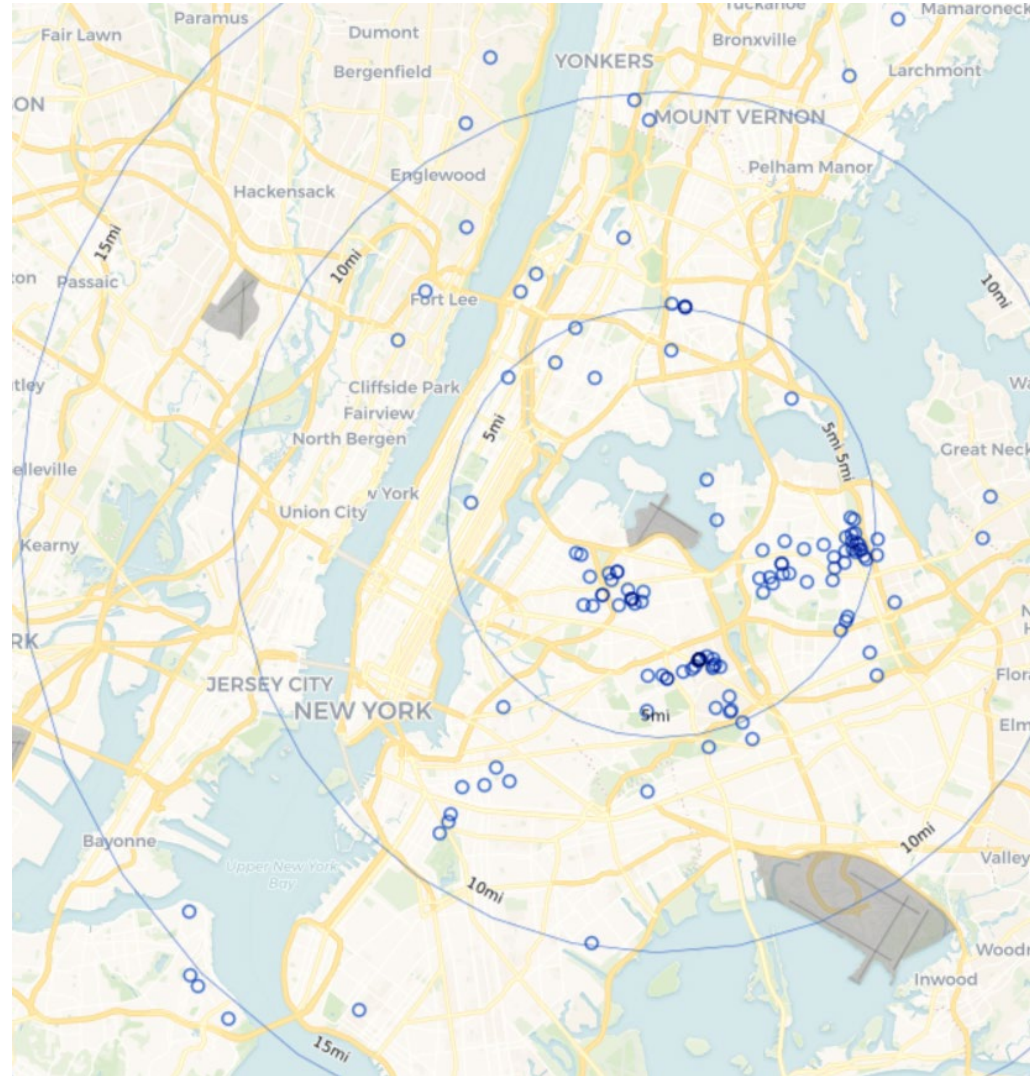 Tuckahoe
Mamaroneck
Paramus
Fair Lawn
Dumont
Bronxville
YONKERS
Bergenfield
Larchmont
ON
MOUNT VERNON
Pelham Manor
Englewood
Hackensack
15mi
10mi
ton
Passaic
10mi
Fort Lee
tley
Cliffside Park
Wa
Fairview
5mi
North Bergen
5mi 5mi
Great Neck
elleville
v York
Union City
Kearny
N
H
RK
JERSEY CITY
Flora
NEW YORK
5mi
Elm
10mi
Bayonne
Valley
Upper New York
Bay
10mi
Woodm
Inwood
15mi